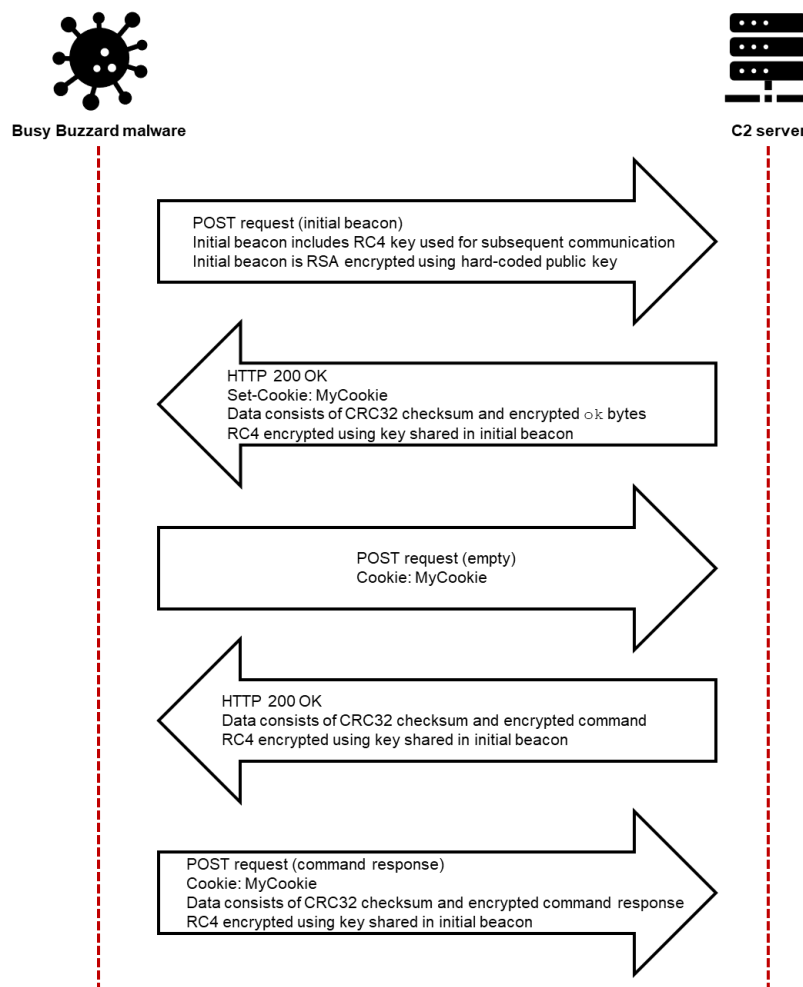 Busy Buzzard malware
C2 server
POST request (initial beacon)
Initial beacon includes RC4 key used for subsequent communication
Initial beacon is RSA encrypted using hard-coded public key
HTTP 200 OK
Set-Cookie: MyCookie
Data consists of CRC32 checksum and encrypted ok bytes
RC4 encrypted using key shared in initial beacon
POST request (empty)
Cookie: MyCookie
HTTP 200 OK
Data consists of CRC32 checksum and encrypted command
RC4 encrypted using key shared in initial beacon
POST request (command response)
Cookie: MyCookie
Data consists of CRC32 checksum and encrypted command response
RC4 encrypted using key shared in initial beacon